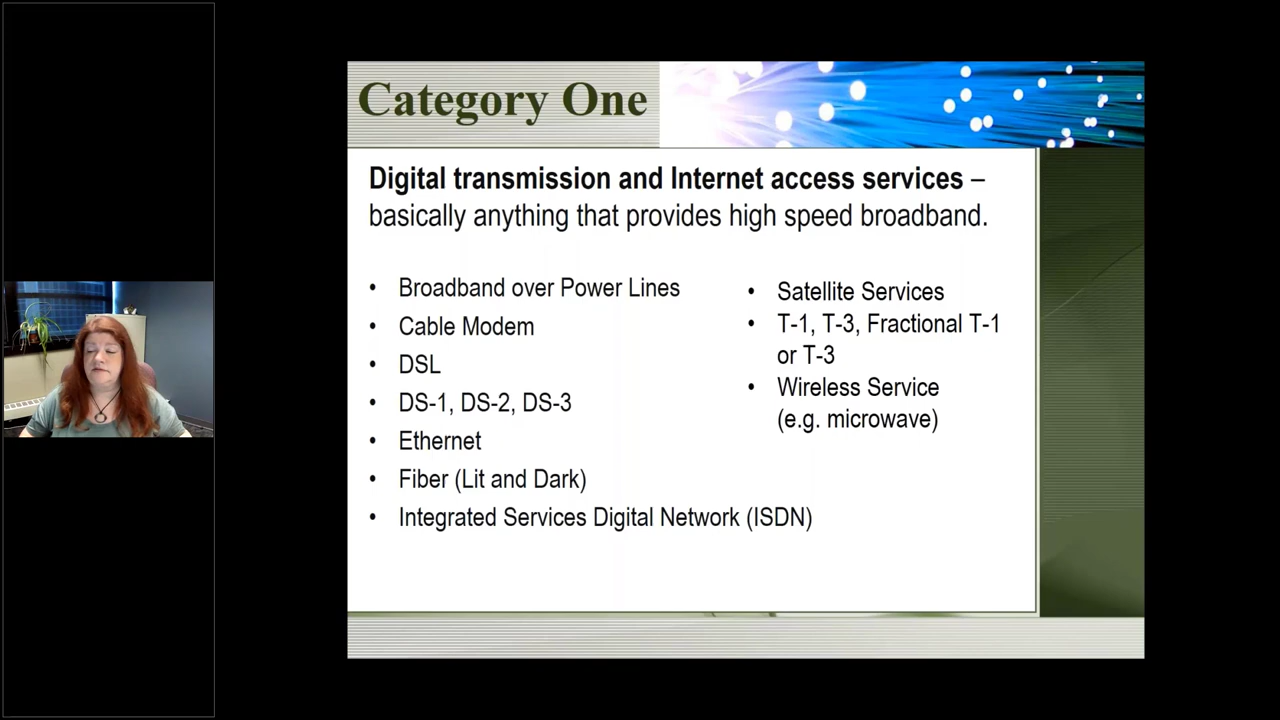 Category One
Digital transmission and Internet access services –
basically anything that provides high speed broadband.
• Broadband over Power Lines
• Cable Modem
• DSL
• DS-1, DS-2, DS-3
• Ethernet
• Fiber (Lit and Dark)
• Integrated Services Digital Network (ISDN)
• Satellite Services
• T-1, T-3, Fractional T-1
or T-3
• Wireless Service
(e.g. microwave)